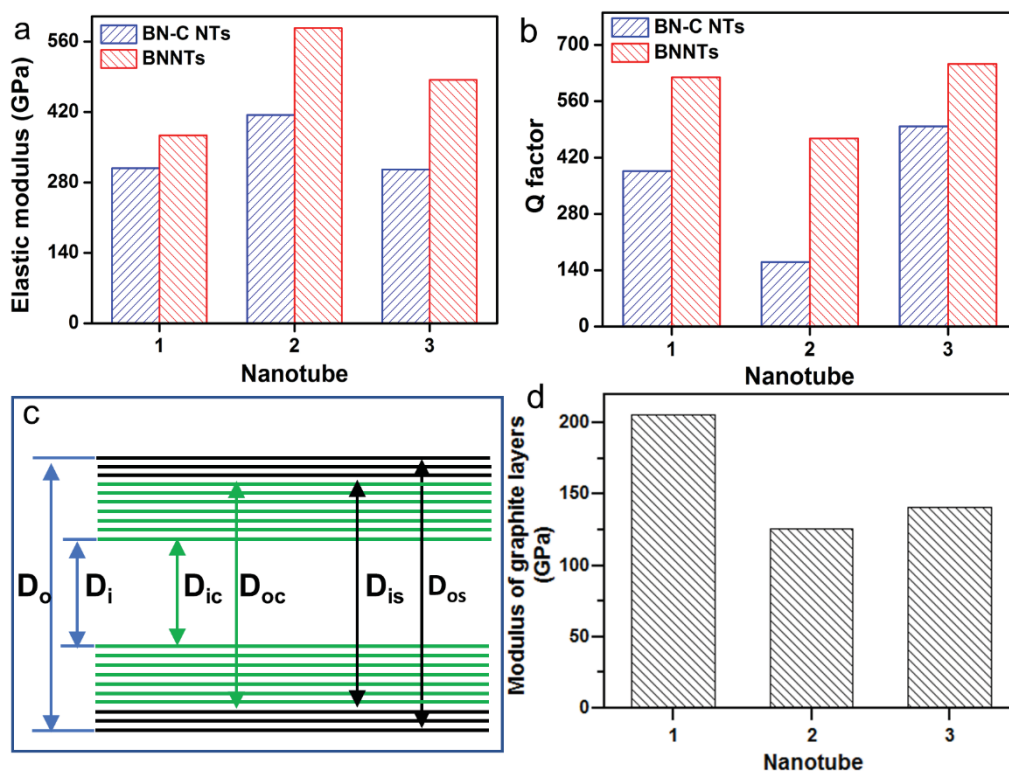 a
BN-C NTs
BNNTs
Elastic modulus (GPa)
560
420
280
140
0
1 2 3
Nanotube
b
BN-C NTs
BNNTs
Q factor
700
560
420
280
140
0
1 2 3
Nanotube
c
Do Di Dic Doc Dis Dos
d
Modulus of graphite layers
(GPa)
200
150
100
50
0
1 2 3
Nanotube